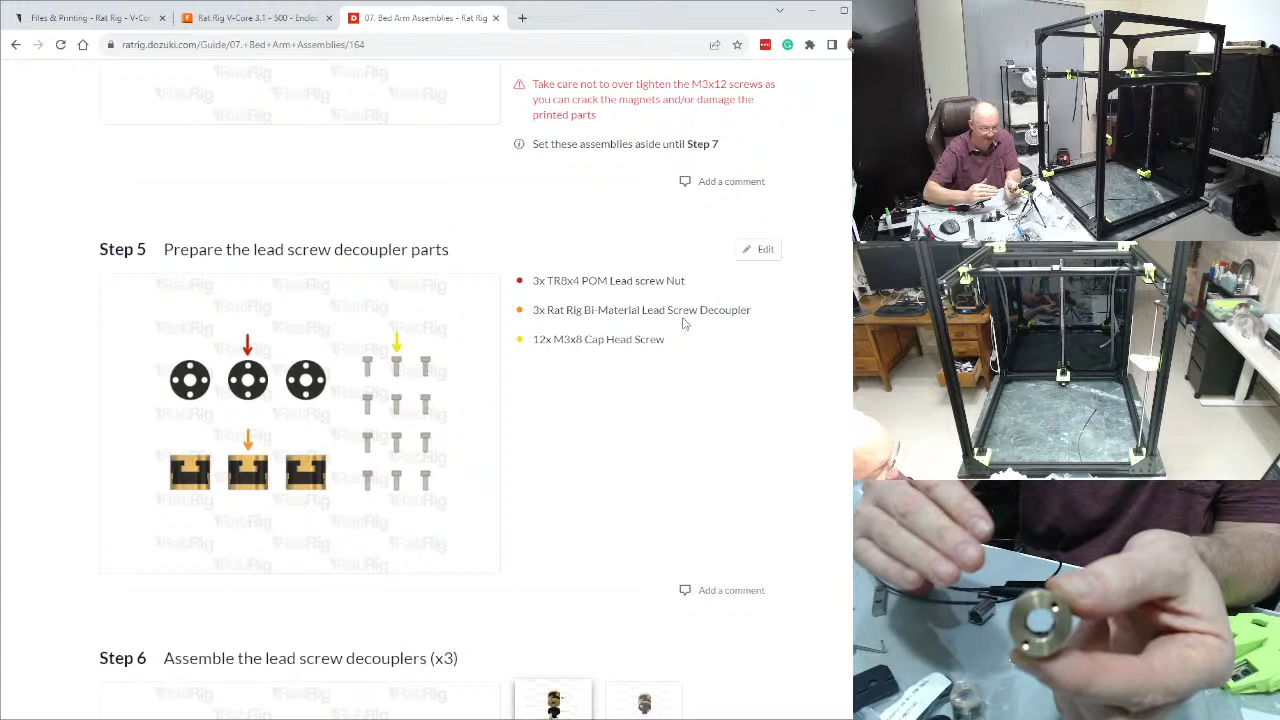 Files & Printing - Rat Rig - V-Co
Rat Rig V-Core 3.1 - 500 - Enclos
07. Bed Arm Assemblies - Rat Rig
ratrig.dozuki.com/Guide/07.+Bed+Arm+Assemblies/164
Take care not to over tighten the M3x12 screws as
you can crack the magnets and/or damage the
printed parts
Set these assemblies aside until Step 7
Add a comment
Step 5 Prepare the lead screw decoupler parts
Edit
3x TR8x4 POM Lead screw Nut
3x Rat Rig Bi-Material Lead Screw Decoupler
12x M3x8 Cap Head Screw
Add a comment
Step 6 Assemble the lead screw decouplers (x3)